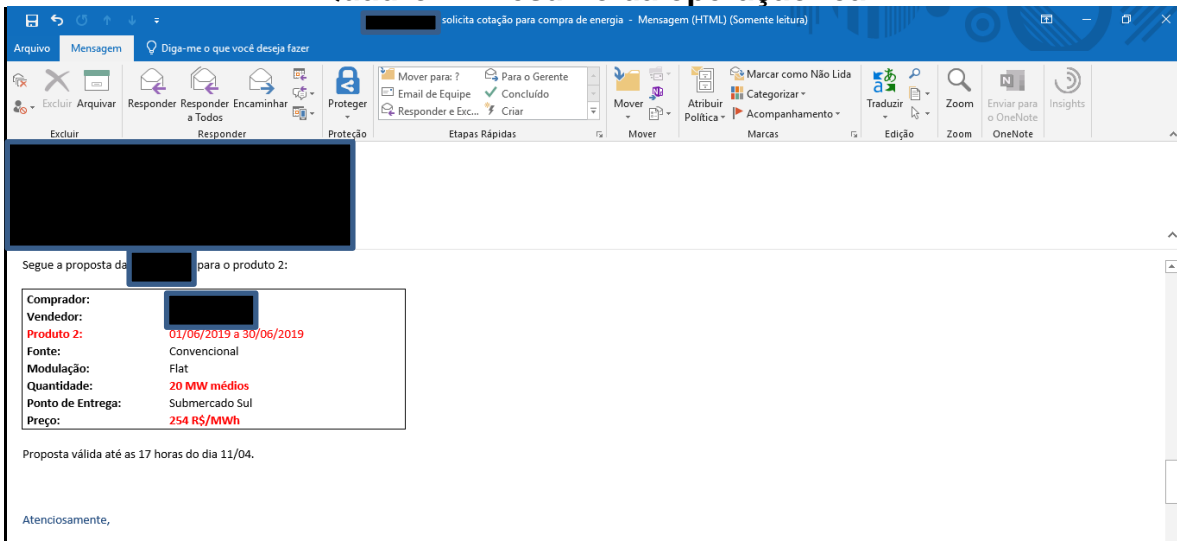 solicita cotação para compra de energia - Mensagem (HTML) (Somente leitura)
Arquivo Mensagem Diga-me o que você deseja fazer
Excluir Arquivar Responder Responder a Todos Encaminhar Proteger
Mover para: ? Para o Gerente
Email de Equipe Concluído
Responder e Exc... Criar
Mover Atribuir Política
Marcar como Não Lida
Categorizar
Acompanhamento
Traduzir Zoom Enviar para o OneNote Insights
Excluir Responder Proteção Etapas Rápidas Mover Marcas Edição Zoom OneNote
Segue a proposta da para o produto 2:
Comprador:
Vendedor:
Produto 2: 01/06/2019 a 30/06/2019
Fonte: Convencional
Modulação: Flat
Quantidade: 20 MW médios
Ponto de Entrega: Submercado Sul
Preço: 254 R$/MWh
Proposta válida até as 17 horas do dia 11/04.
Atenciosamente,